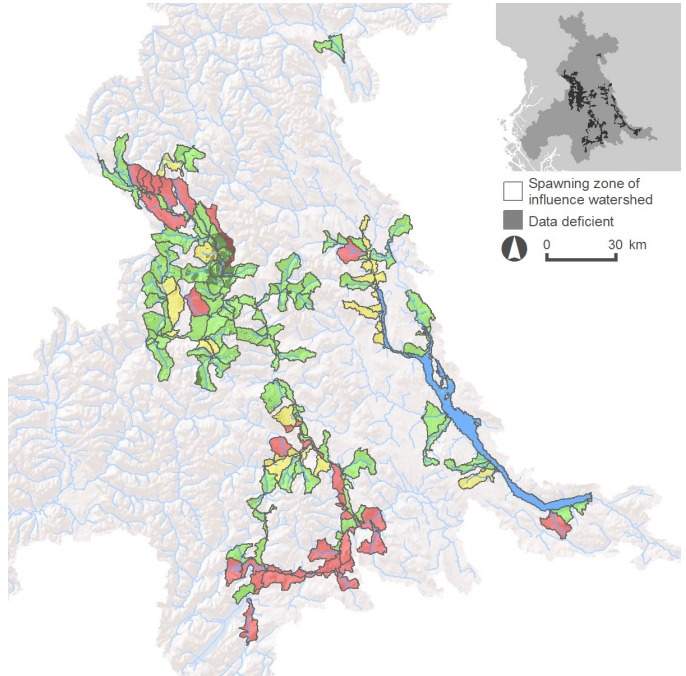 Spawning zone of
influence watershed
Data deficient
0 30 km